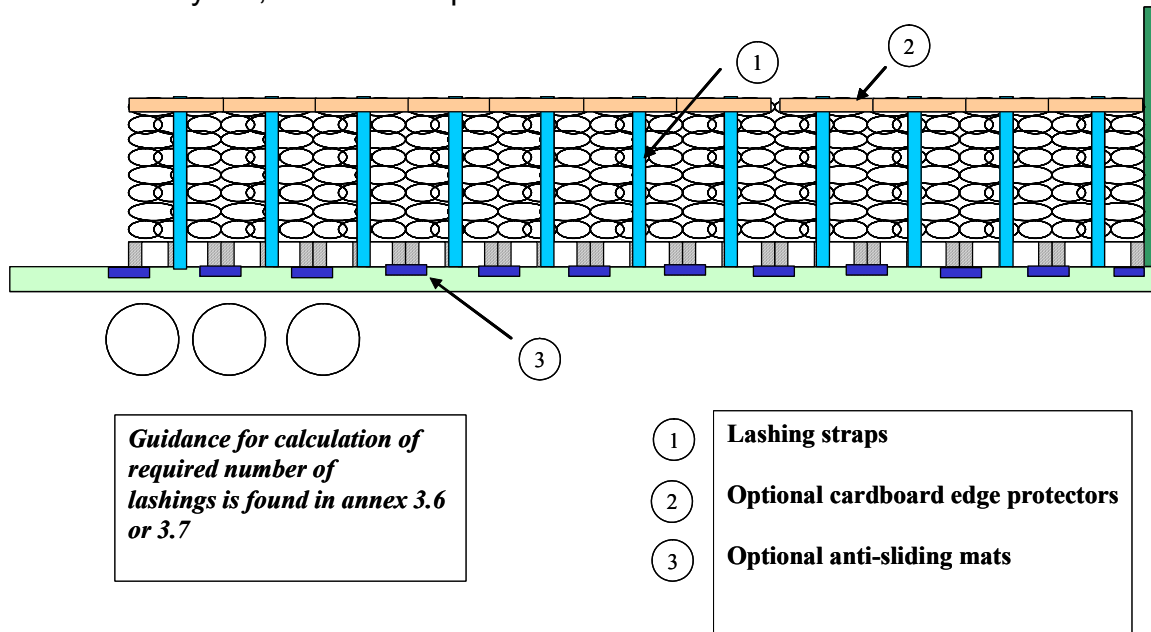 1
2
3
Guidance for calculation of
required number of
lashings is found in annex 3.6
or 3.7
1 Lashing straps
2 Optional cardboard edge protectors
3 Optional anti-sliding mats